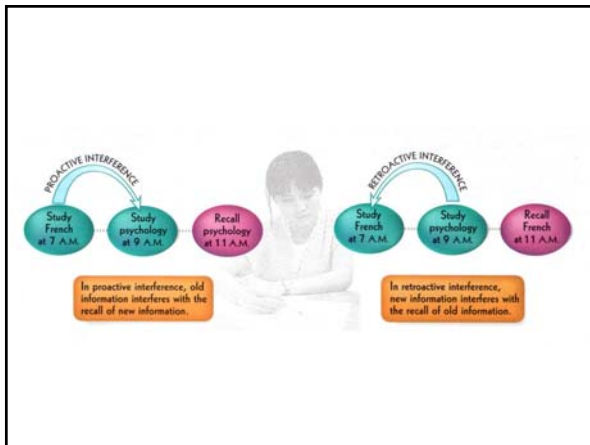 PROACTIVE INTERFERENCE
Study
French
at 7 A.M.
Study
psychology
at 9 A.M.
Recall
psychology
at 11 A.M.
In proactive interference, old
information interferes with the
recall of new information.
RETROACTIVE INTERFERENCE
Study
French
at 7 A.M.
Study
psychology
at 9 A.M.
Recall
French
at 11 A.M.
In retroactive interference,
new information interferes with
the recall of old information.